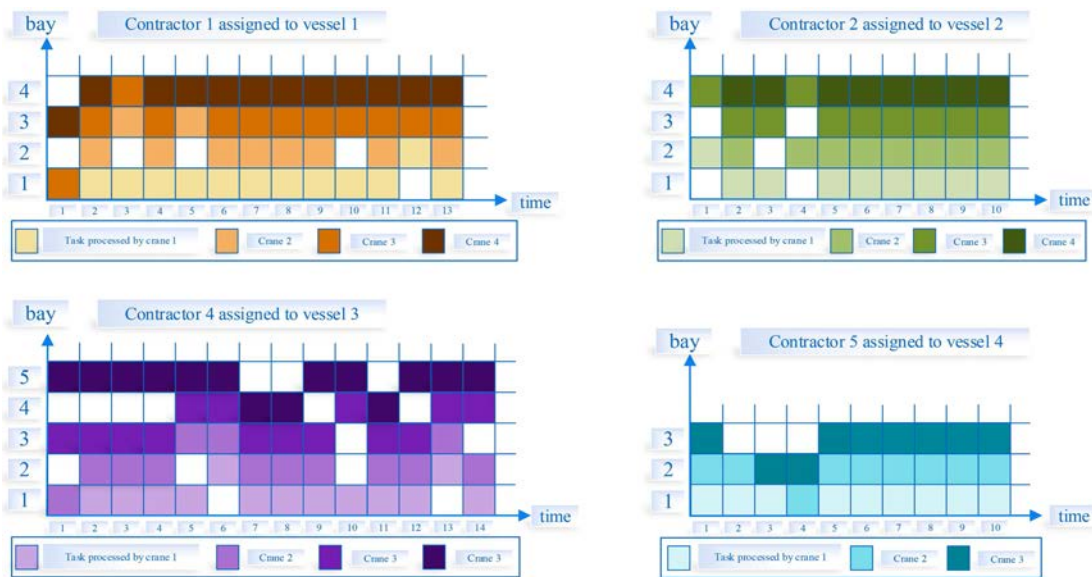 bay
Contractor 1 assigned to vessel 1
4
3
2
1
time
1 2 3 4 5 6 7 8 9 10 11 12 13
Task processed by crane 1 Crane 2 Crane 3 Crane 4
bay
Contractor 2 assigned to vessel 2
4
3
2
1
time
1 2 3 4 5 6 7 8 9 10
Task processed by crane 1 Crane 2 Crane 3 Crane 4
bay
Contractor 4 assigned to vessel 3
5
4
3
2
1
time
1 2 3 4 5 6 7 8 9 10 11 12 13 14
Task processed by crane 1 Crane 2 Crane 3 Crane 3
bay
Contractor 5 assigned to vessel 4
3
2
1
time
1 2 3 4 5 6 7 8 9 10
Task processed by crane 1 Crane 2 Crane 3